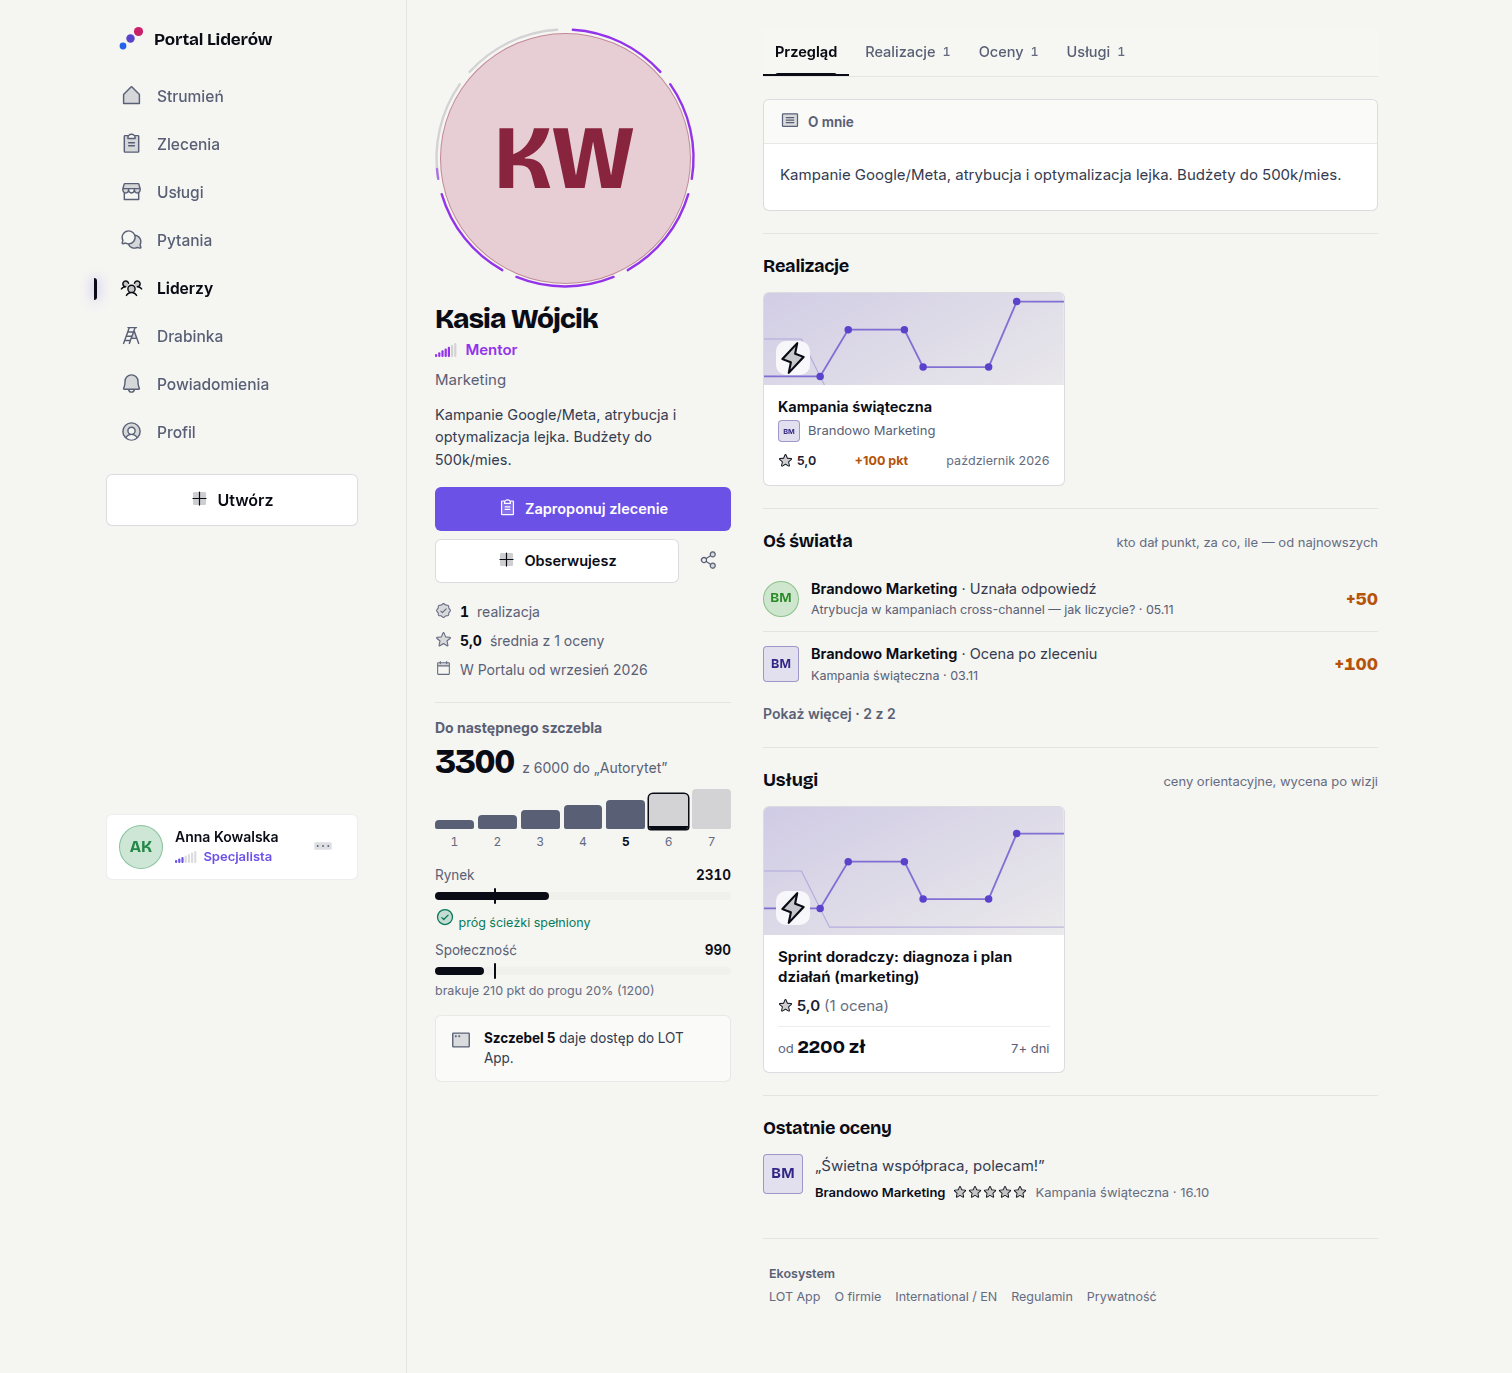 Portal Liderów
Strumień
Zlecenia
Usługi
Pytania
Liderzy
Drabinka
Powiadomienia
Profil
Utwórz
AK
Anna Kowalska
Specjalista
KW
Kasia Wójcik
Mentor
Marketing
Kampanie Google/Meta, atrybucja i
optymalizacja lejka. Budżety do
500k/mies.
Zaproponuj zlecenie
Obserwujesz
1 realizacja
5,0 średnia z 1 oceny
W Portalu od wrzesień 2026
Do następnego szczebla
3300 z 6000 do „Autorytet”
1 2 3 4 5 6 7
Rynek 2310
próg ścieżki spełniony
Społeczność 990
brakuje 210 pkt do progu 20% (1200)
Szczebel 5 daje dostęp do LOT
App.
Przegląd Realizacje 1 Oceny 1 Usługi 1
O mnie
Kampanie Google/Meta, atrybucja i optymalizacja lejka. Budżety do 500k/mies.
Realizacje
Kampania świąteczna
BM Brandowo Marketing
5,0 +100 pkt październik 2026
Oś światła kto dał punkt, za co, ile — od najnowszych
BM Brandowo Marketing · Uznała odpowiedź +50
Atrybucja w kampaniach cross-channel — jak liczycie? · 05.11
BM Brandowo Marketing · Ocena po zleceniu +100
Kampania świąteczna · 03.11
Pokaż więcej · 2 z 2
Usługi ceny orientacyjne, wycena po wizji
Sprint doradczy: diagnoza i plan
działań (marketing)
5,0 (1 ocena)
od 2200 zł 7+ dni
Ostatnie oceny
BM „Świetna współpraca, polecam!”
Brandowo Marketing Kampania świąteczna · 16.10
Ekosystem
LOT App O firmie International / EN Regulamin Prywatność